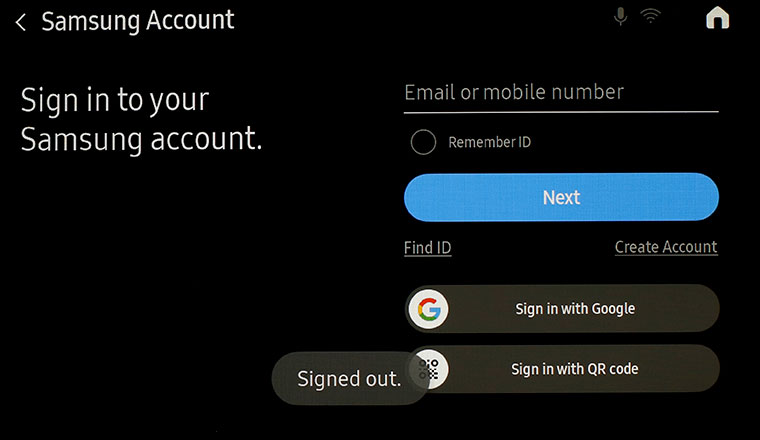 Samsung Account
Sign in to your
Samsung account.
Email or mobile number
Remember ID
Next
Find ID
Create Account
Sign in with Google
Sign in with QR code
Signed out.